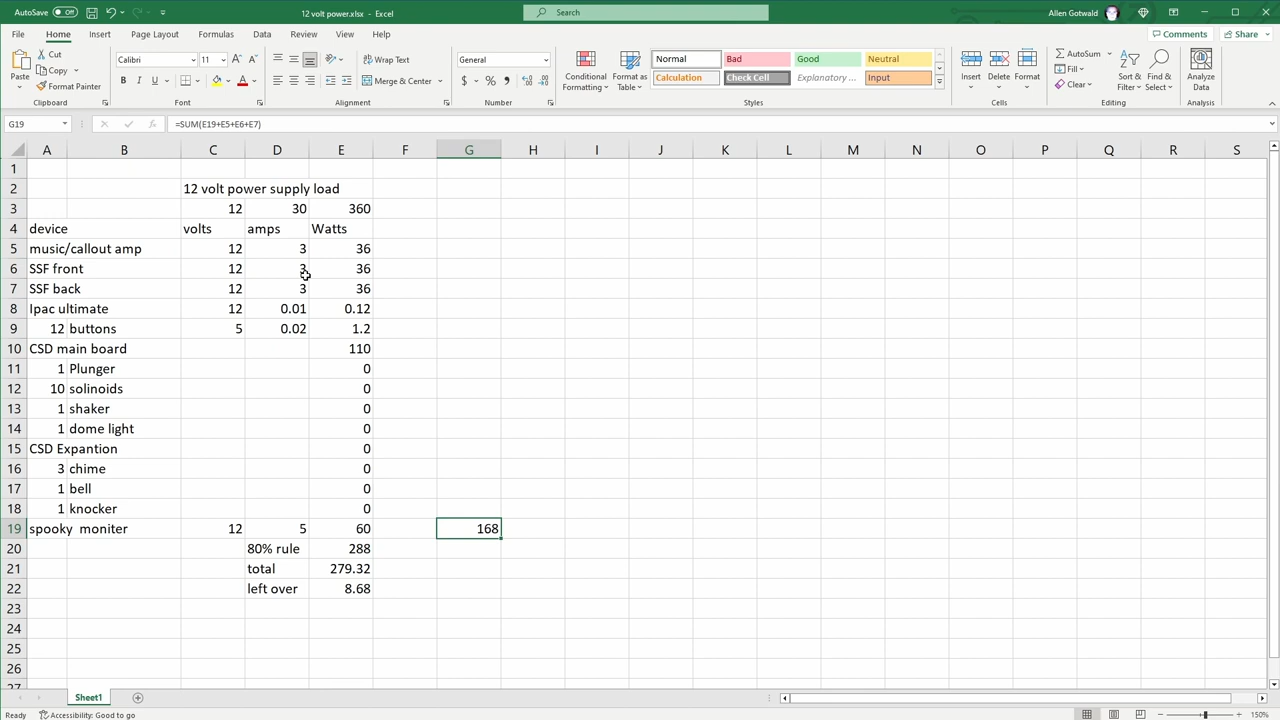 AutoSave Off 12 volt power.xlsx - Excel Search Allen Gotwald
File Home Insert Page Layout Formulas Data Review View Help Comments Share
Paste Cut Copy Format Painter Clipboard
Calibri 11 A A B I U A Font
Wrap Text Merge & Center Alignment
General $ % , Number
Conditional Formatting Format as Table Normal Bad Good Neutral Calculation Check Cell Explanatory ... Input Styles
Insert Delete Format Cells
AutoSum Fill Clear Sort & Filter Find & Select Editing
Analyze Data Analysis
G19 fx =SUM(E19+E5+E6+E7)
A B C D E F G H I J K L M N O P Q R S
1
2 12 volt power supply load
3 12 30 360
4 device volts amps Watts
5 music/callout amp 12 3 36
6 SSF front 12 3 36
7 SSF back 12 3 36
8 Ipac ultimate 12 0.01 0.12
9 12 buttons 5 0.02 1.2
10 CSD main board 110
11 1 Plunger 0
12 10 solinoids 0
13 1 shaker 0
14 1 dome light 0
15 CSD Expantion 0
16 3 chime 0
17 1 bell 0
18 1 knocker 0
19 spooky moniter 12 5 60 168
20 80% rule 288
21 total 279.32
22 left over 8.68
23
24
25
26
27
Sheet1
Ready Accessibility: Good to go 150%